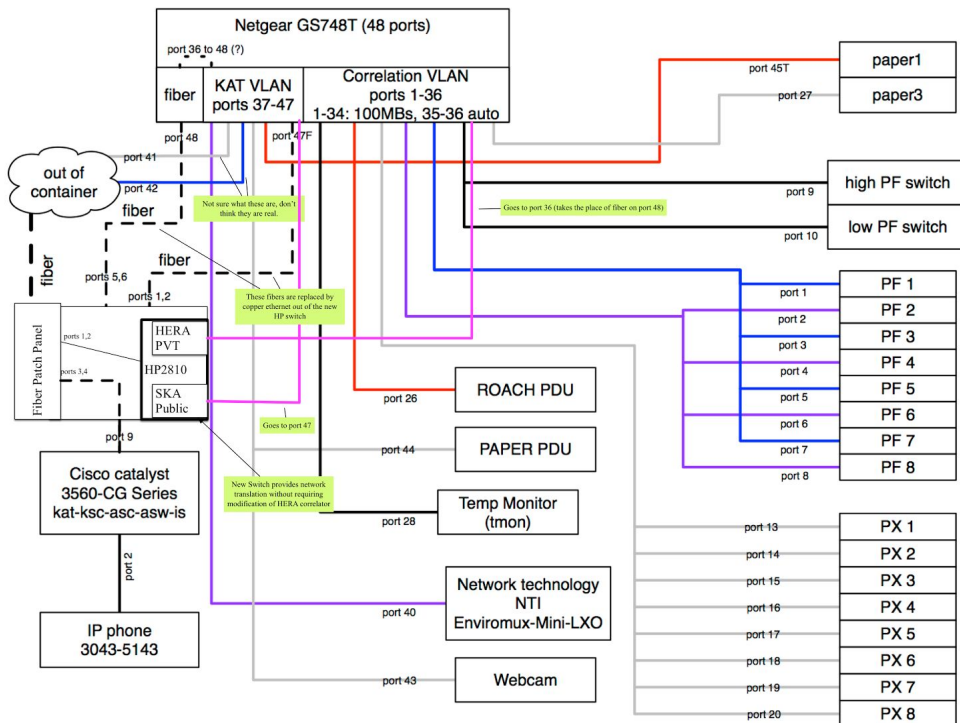 Netgear GS748T (48 ports)
port 36 to 48 (?)
fiber
KAT VLAN
ports 37-47
Correlation VLAN
ports 1-36
1-34: 100MBs, 35-36 auto
port 45T
paper1
port 27
paper3
port 48
port 47F
port 41
out of
container
port 42
Not sure what these are, don't
think they are real.
Goes to port 36 (takes the place of fiber on port 48)
port 9
high PF switch
port 10
low PF switch
fiber
fiber
fiber
ports 5,6
ports 1,2
These fibers are replaced by
copper ethernet out of the new
HP switch
port 1
PF 1
port 2
PF 2
port 3
PF 3
port 4
PF 4
port 5
PF 5
port 6
PF 6
port 7
PF 7
port 8
PF 8
Fiber Patch Panel
ports 1,2
ports 3,4
HERA
PVT
HP2810
SKA
Public
Goes to port 47
port 26
ROACH PDU
port 9
port 44
PAPER PDU
Cisco catalyst
3560-CG Series
kat-ksc-asc-asw-is
New Switch provides network
translation without requiring
modification of HERA correlator
port 28
Temp Monitor
(tmon)
port 2
IP phone
3043-5143
port 40
Network technology
NTI
Enviromux-Mini-LXO
port 43
Webcam
port 13
PX 1
port 14
PX 2
port 15
PX 3
port 16
PX 4
port 17
PX 5
port 18
PX 6
port 19
PX 7
port 20
PX 8